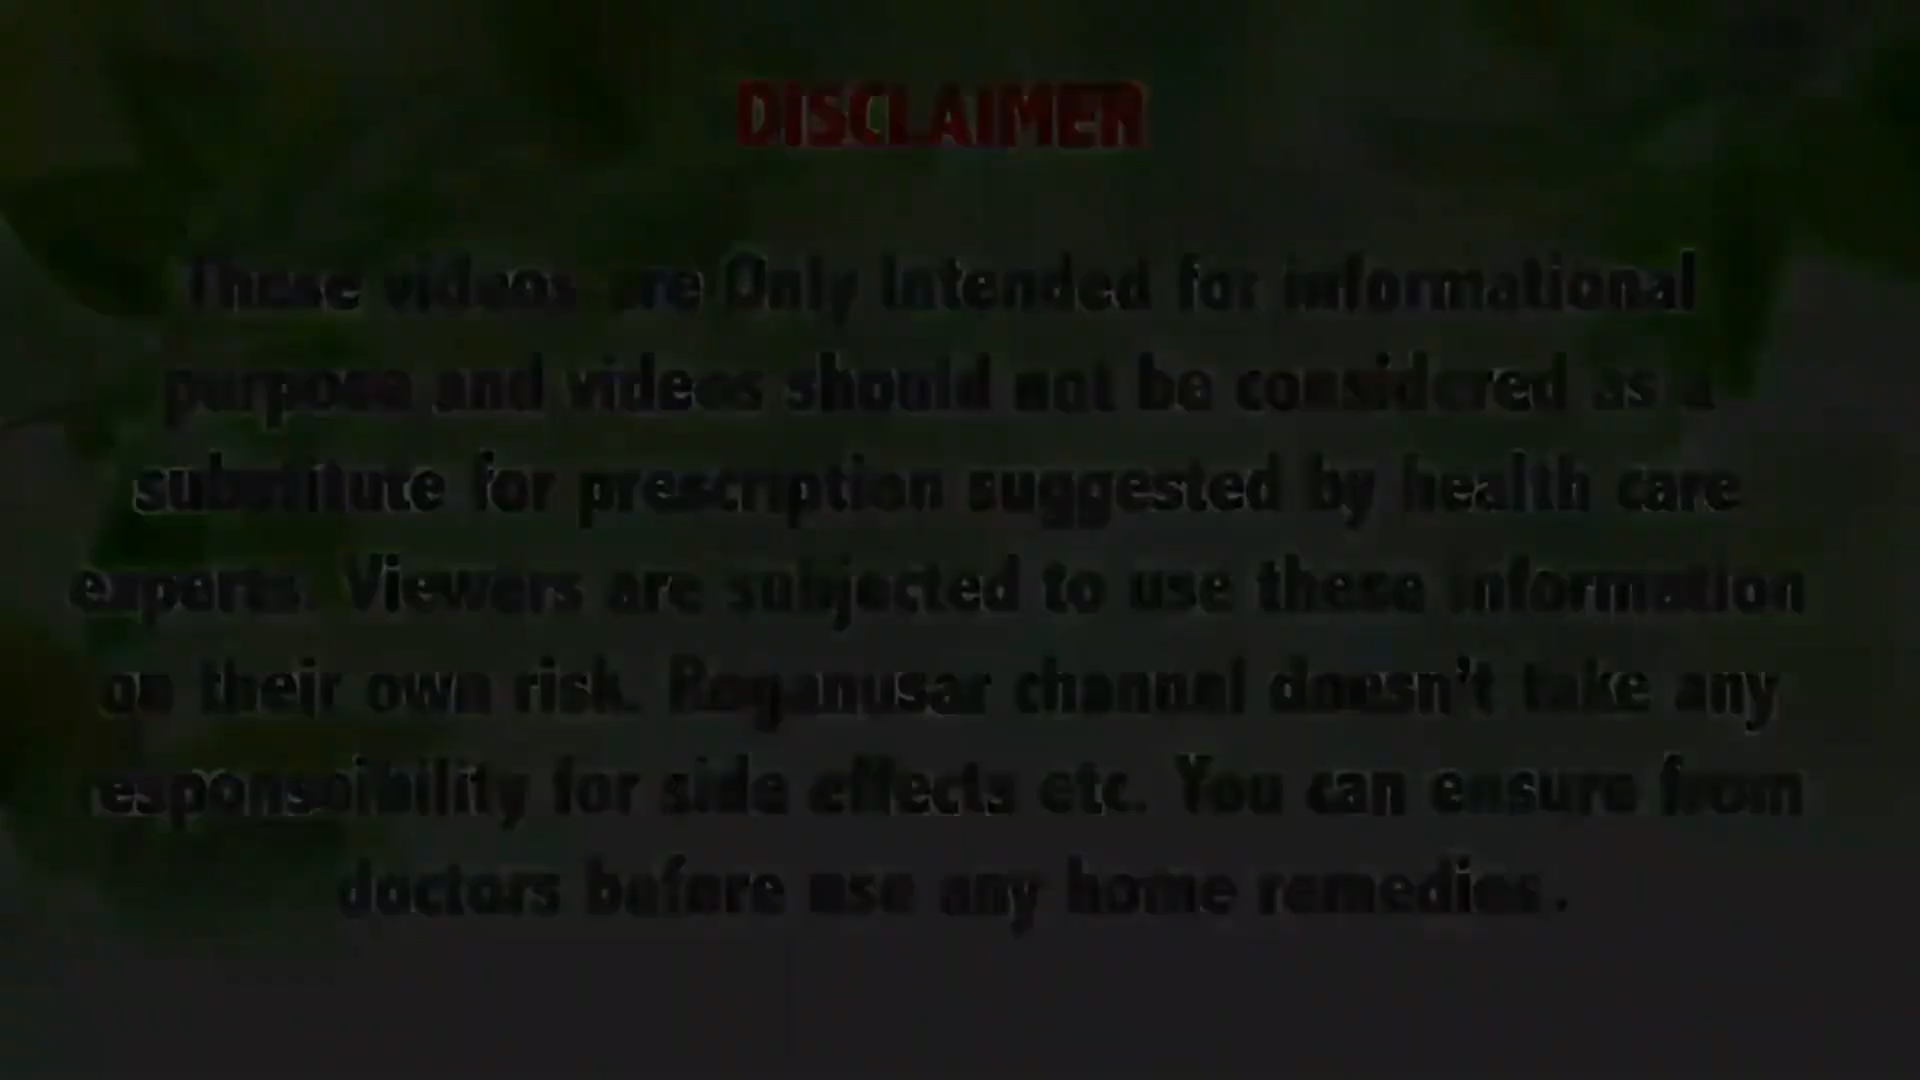 DISCLAIMER
These videos are Only intended for informational
purpose and videos should not be considered as a
substitute for prescription suggested by health care
experts. Viewers are subjected to use these information
on their own risk. Roganusar channel doesn't take any
responsoibility for side effects etc. You can ensure from
doctors before use any home remedies.